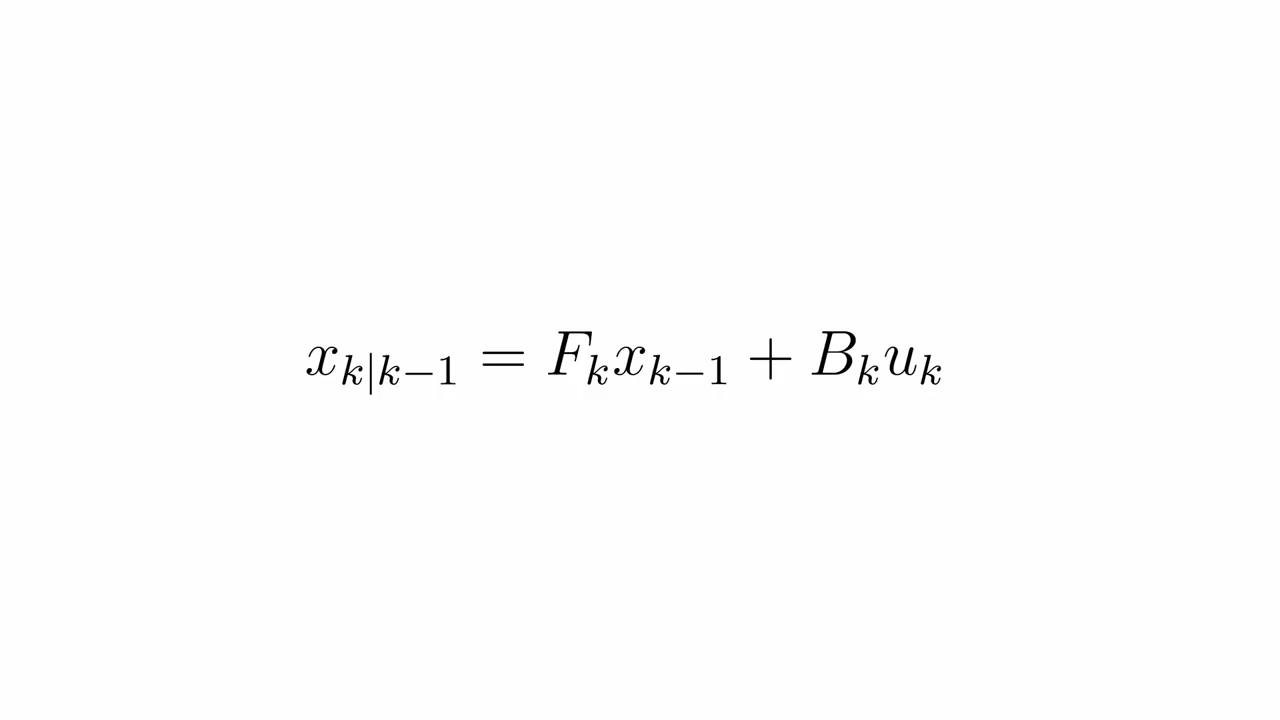 $x_{k|k-1} = F_k x_{k-1} + B_k u_k$